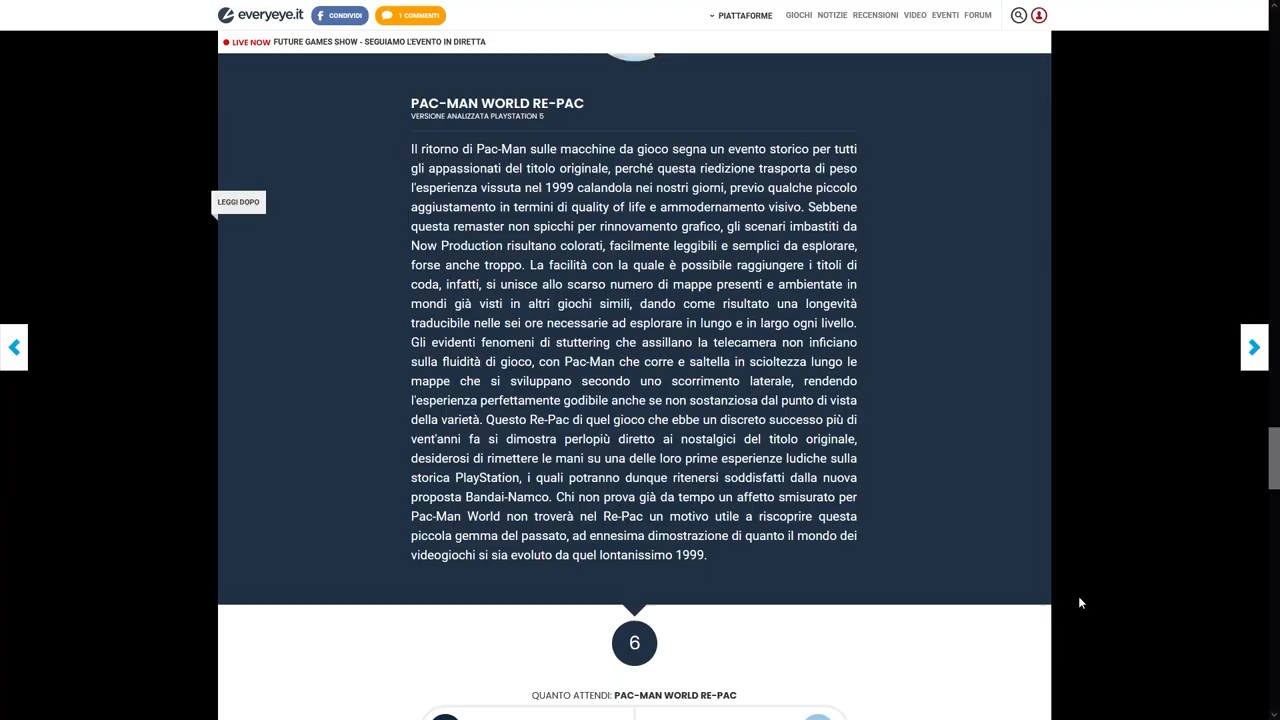 everyeye.it
CONDIVIDI
1 COMMENTI
PIATTAFORME
GIOCHI NOTIZIE RECENSIONI VIDEO EVENTI FORUM
LIVE NOW FUTURE GAMES SHOW - SEGUIAMO L'EVENTO IN DIRETTA
PAC-MAN WORLD RE-PAC
VERSIONE ANALIZZATA PLAYSTATION 5
LEGGI DOPO
Il ritorno di Pac-Man sulle macchine da gioco segna un evento storico per tutti
gli appassionati del titolo originale, perché questa riedizione trasporta di peso
l'esperienza vissuta nel 1999 calandola nei nostri giorni, previo qualche piccolo
aggiustamento in termini di quality of life e ammodernamento visivo. Sebbene
questa remaster non spicchi per rinnovamento grafico, gli scenari imbastiti da
Now Production risultano colorati, facilmente leggibili e semplici da esplorare,
forse anche troppo. La facilità con la quale è possibile raggiungere i titoli di
coda, infatti, si unisce allo scarso numero di mappe presenti e ambientate in
mondi già visti in altri giochi simili, dando come risultato una longevità
traducibile nelle sei ore necessarie ad esplorare in lungo e in largo ogni livello.
Gli evidenti fenomeni di stuttering che assillano la telecamera non inficiano
sulla fluidità di gioco, con Pac-Man che corre e saltella in scioltezza lungo le
mappe che si sviluppano secondo uno scorrimento laterale, rendendo
l'esperienza perfettamente godibile anche se non sostanziosa dal punto di vista
della varietà. Questo Re-Pac di quel gioco che ebbe un discreto successo più di
vent'anni fa si dimostra perlopiù diretto ai nostalgici del titolo originale,
desiderosi di rimettere le mani su una delle loro prime esperienze ludiche sulla
storica PlayStation, i quali potranno dunque ritenersi soddisfatti dalla nuova
proposta Bandai-Namco. Chi non prova già da tempo un affetto smisurato per
Pac-Man World non troverà nel Re-Pac un motivo utile a riscoprire questa
piccola gemma del passato, ad ennesima dimostrazione di quanto il mondo dei
videogiochi si sia evoluto da quel lontanissimo 1999.
6
QUANTO ATTENDI: PAC-MAN WORLD RE-PAC